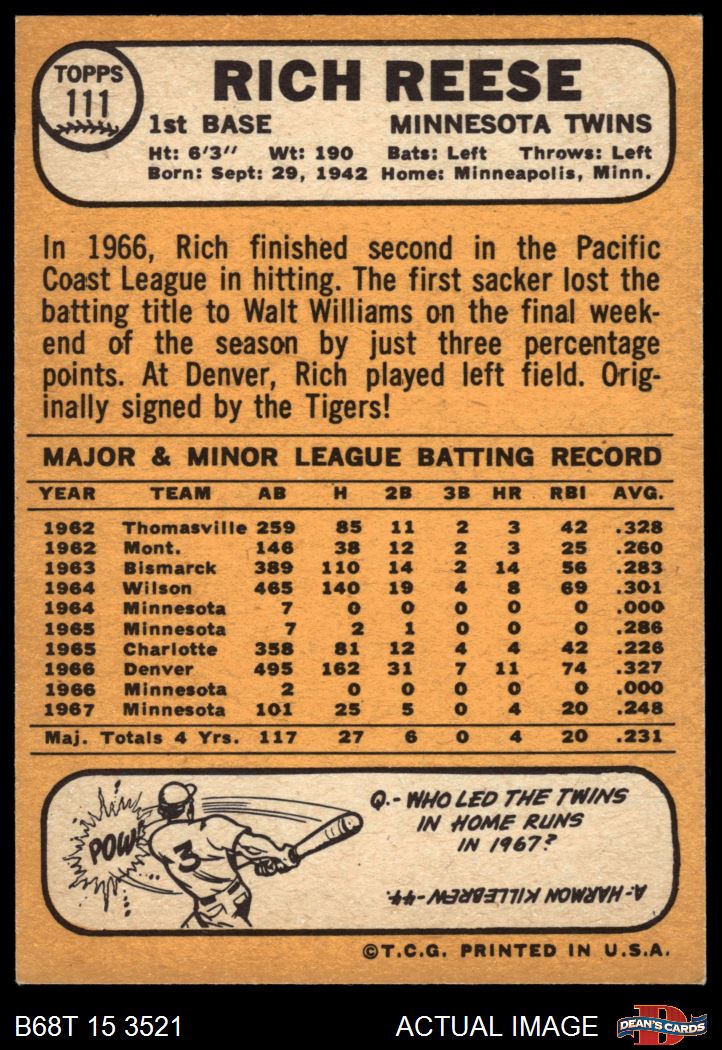 TOPPS
111
RICH REESE
1st BASE MINNESOTA TWINS
Ht: 6'3" Wt: 190 Bats: Left Throws: Left
Born: Sept: 29, 1942 Home: Minneapolis, Minn.
In 1966, Rich finished second in the Pacific
Coast League in hitting. The first sacker lost the
batting title to Walt Williams on the final week-
end of the season by just three percentage
points. At Denver, Rich played left field. Orig-
inally signed by the Tigers!
MAJOR & MINOR LEAGUE BATTING RECORD
YEAR TEAM AB H 2B 3B HR RBI AVG.
1962 Thomasville 259 85 11 2 3 42 .328
1962 Mont. 146 38 12 2 3 25 .260
1963 Bismarck 389 110 14 2 14 56 .283
1964 Wilson 465 140 19 4 8 69 .301
1964 Minnesota 7 0 0 0 0 0 .000
1965 Minnesota 7 2 1 0 0 0 .286
1965 Charlotte 358 81 12 4 4 42 .226
1966 Denver 495 162 31 7 11 74 .327
1966 Minnesota 2 0 0 0 0 0 .000
1967 Minnesota 101 25 5 0 4 20 .248
Maj. Totals 4 Yrs. 117 27 6 0 4 20 .231
POW!
3
Q.- WHO LED THE TWINS
IN HOME RUNS
IN 1967?
A.- HARMON KILLEBREW -44.
©T.C.G. PRINTED IN U.S.A.
B68T 15 3521 ACTUAL IMAGE D DEAN'S CARDS